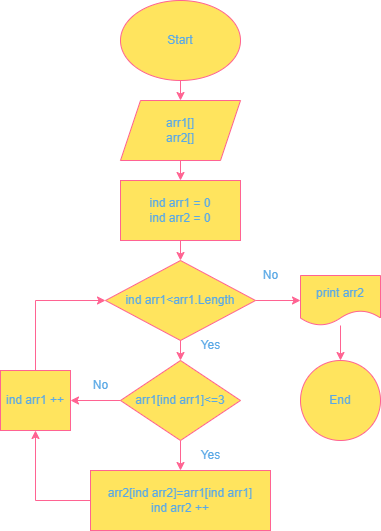 Start
arr1[]
arr2[]
ind arr1 = 0
ind arr2 = 0
ind arr1<arr1.Length
No
print arr2
Yes
arr1[ind arr1]<=3
No
ind arr1 ++
End
Yes
arr2[ind arr2]=arr1[ind arr1]
ind arr2 ++